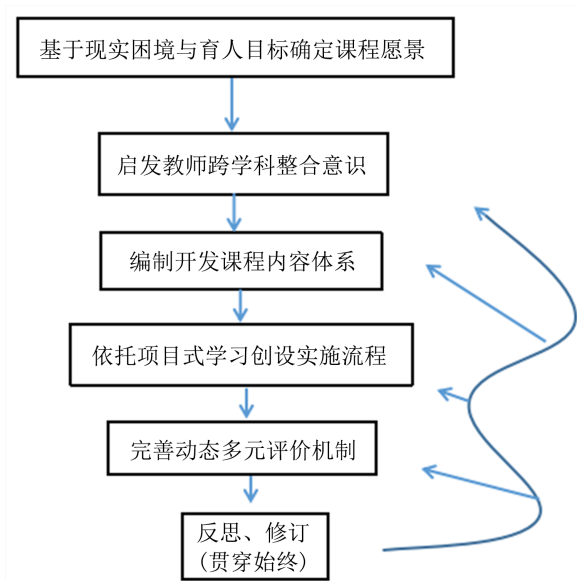 基于现实困境与育人目标确定课程愿景
启发教师跨学科整合意识
编制开发课程内容体系
依托项目式学习创设实施流程
完善动态多元评价机制
反思、修订
(贯穿始终)